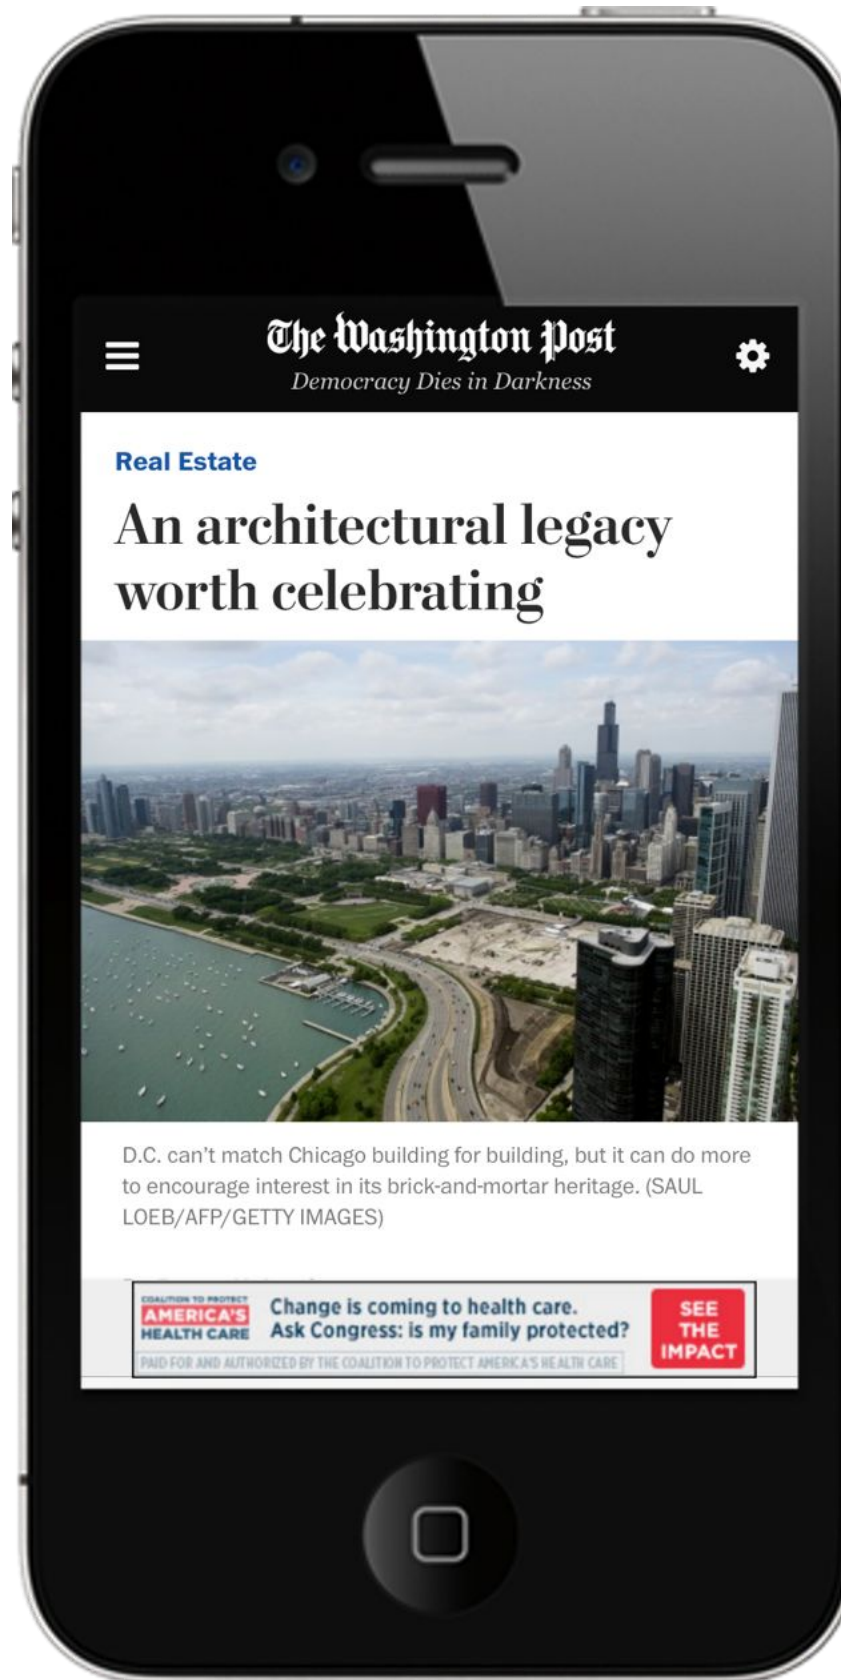 The Washington Post
Democracy Dies in Darkness
Real Estate
An architectural legacy
worth celebrating
D.C. can't match Chicago building for building, but it can do more
to encourage interest in its brick-and-mortar heritage. (SAUL
LOEB/AFP/GETTY IMAGES)
COALITION TO PROTECT
AMERICA'S
HEALTH CARE
Change is coming to health care.
Ask Congress: is my family protected?
PAID FOR AND AUTHORIZED BY THE COALITION TO PROTECT AMERICA'S HEALTH CARE
SEE
THE
IMPACT